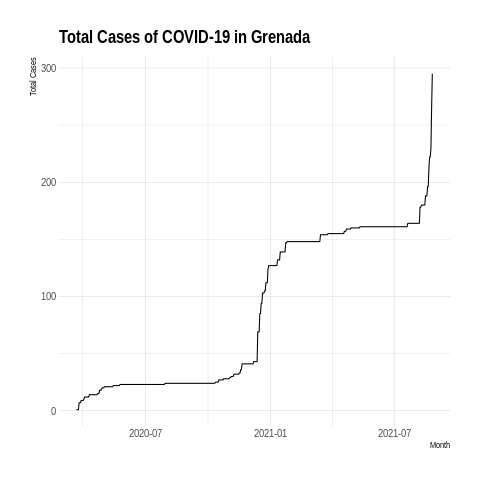 Total Cases of COVID-19 in Grenada
Total Cases
300
200
100
0
2020-07
2021-01
2021-07
Month